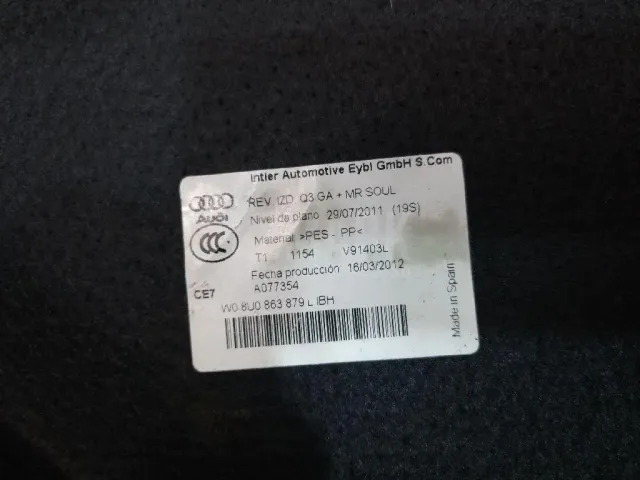 Intier Automotive Eybl GmbH S.Com
REV. IZD. Q3 GA + MR SOUL
AUDI
Nivel de plano 29/07/2011 (19S)
Material: >PES - PP<
CCC
T1 1154 V91403L
Fecha producción 16/03/2012
CE7
A077354
W0 8U0 863 879 L IBH
Made in Spain